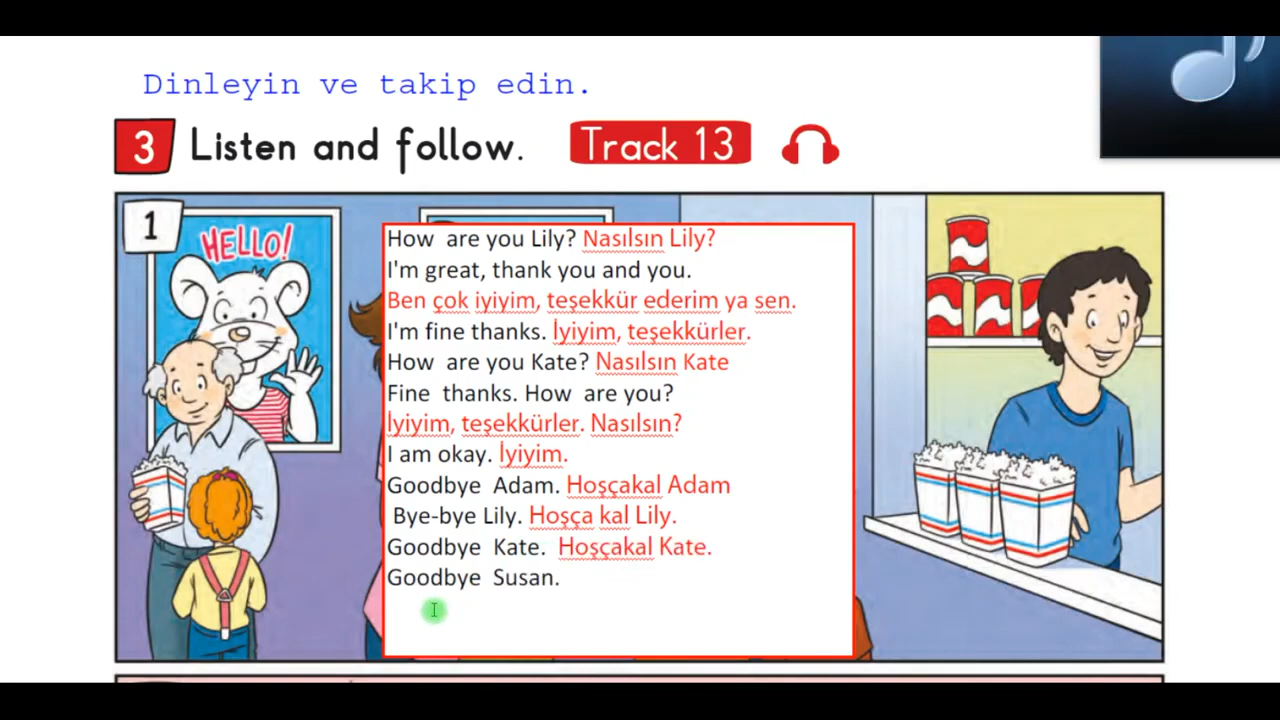 Dinleyin ve takip edin.
3 Listen and follow. Track 13
1
HELLO!
How are you Lily? Nasılsın Lily?
I'm great, thank you and you.
Ben çok iyiyim, teşekkür ederim ya sen.
I'm fine thanks. İyiyim, teşekkürler.
How are you Kate? Nasılsın Kate
Fine thanks. How are you?
İyiyim, teşekkürler. Nasılsın?
I am okay. İyiyim.
Goodbye Adam. Hoşçakal Adam
Bye-bye Lily. Hoşça kal Lily.
Goodbye Kate. Hoşçakal Kate.
Goodbye Susan.